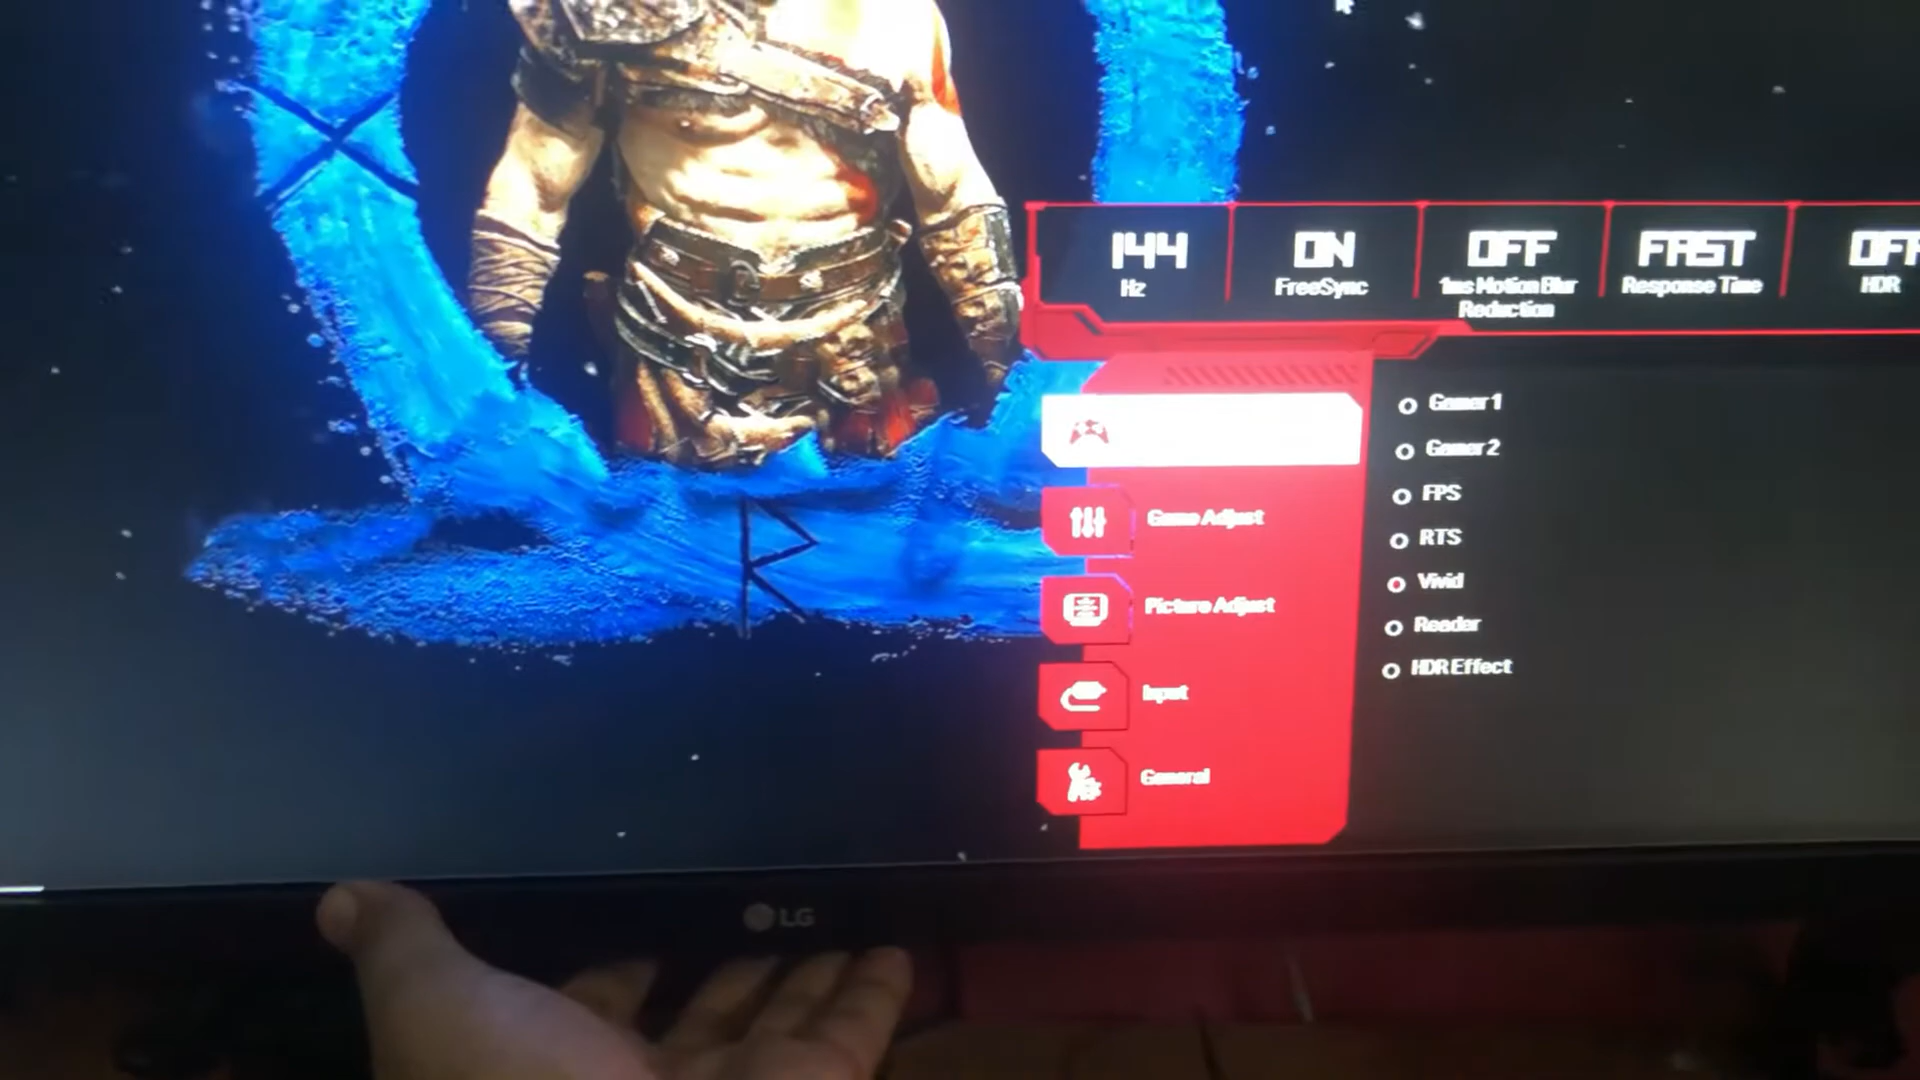 144
Hz
ON
FreeSync
OFF
1ms Motion Blur
Reduction
FAST
Response Time
OFF
HDR
Gamer 1
Gamer 2
FPS
RTS
Vivid
Reader
HDR Effect
Game Adjust
Picture Adjust
Input
General
LG